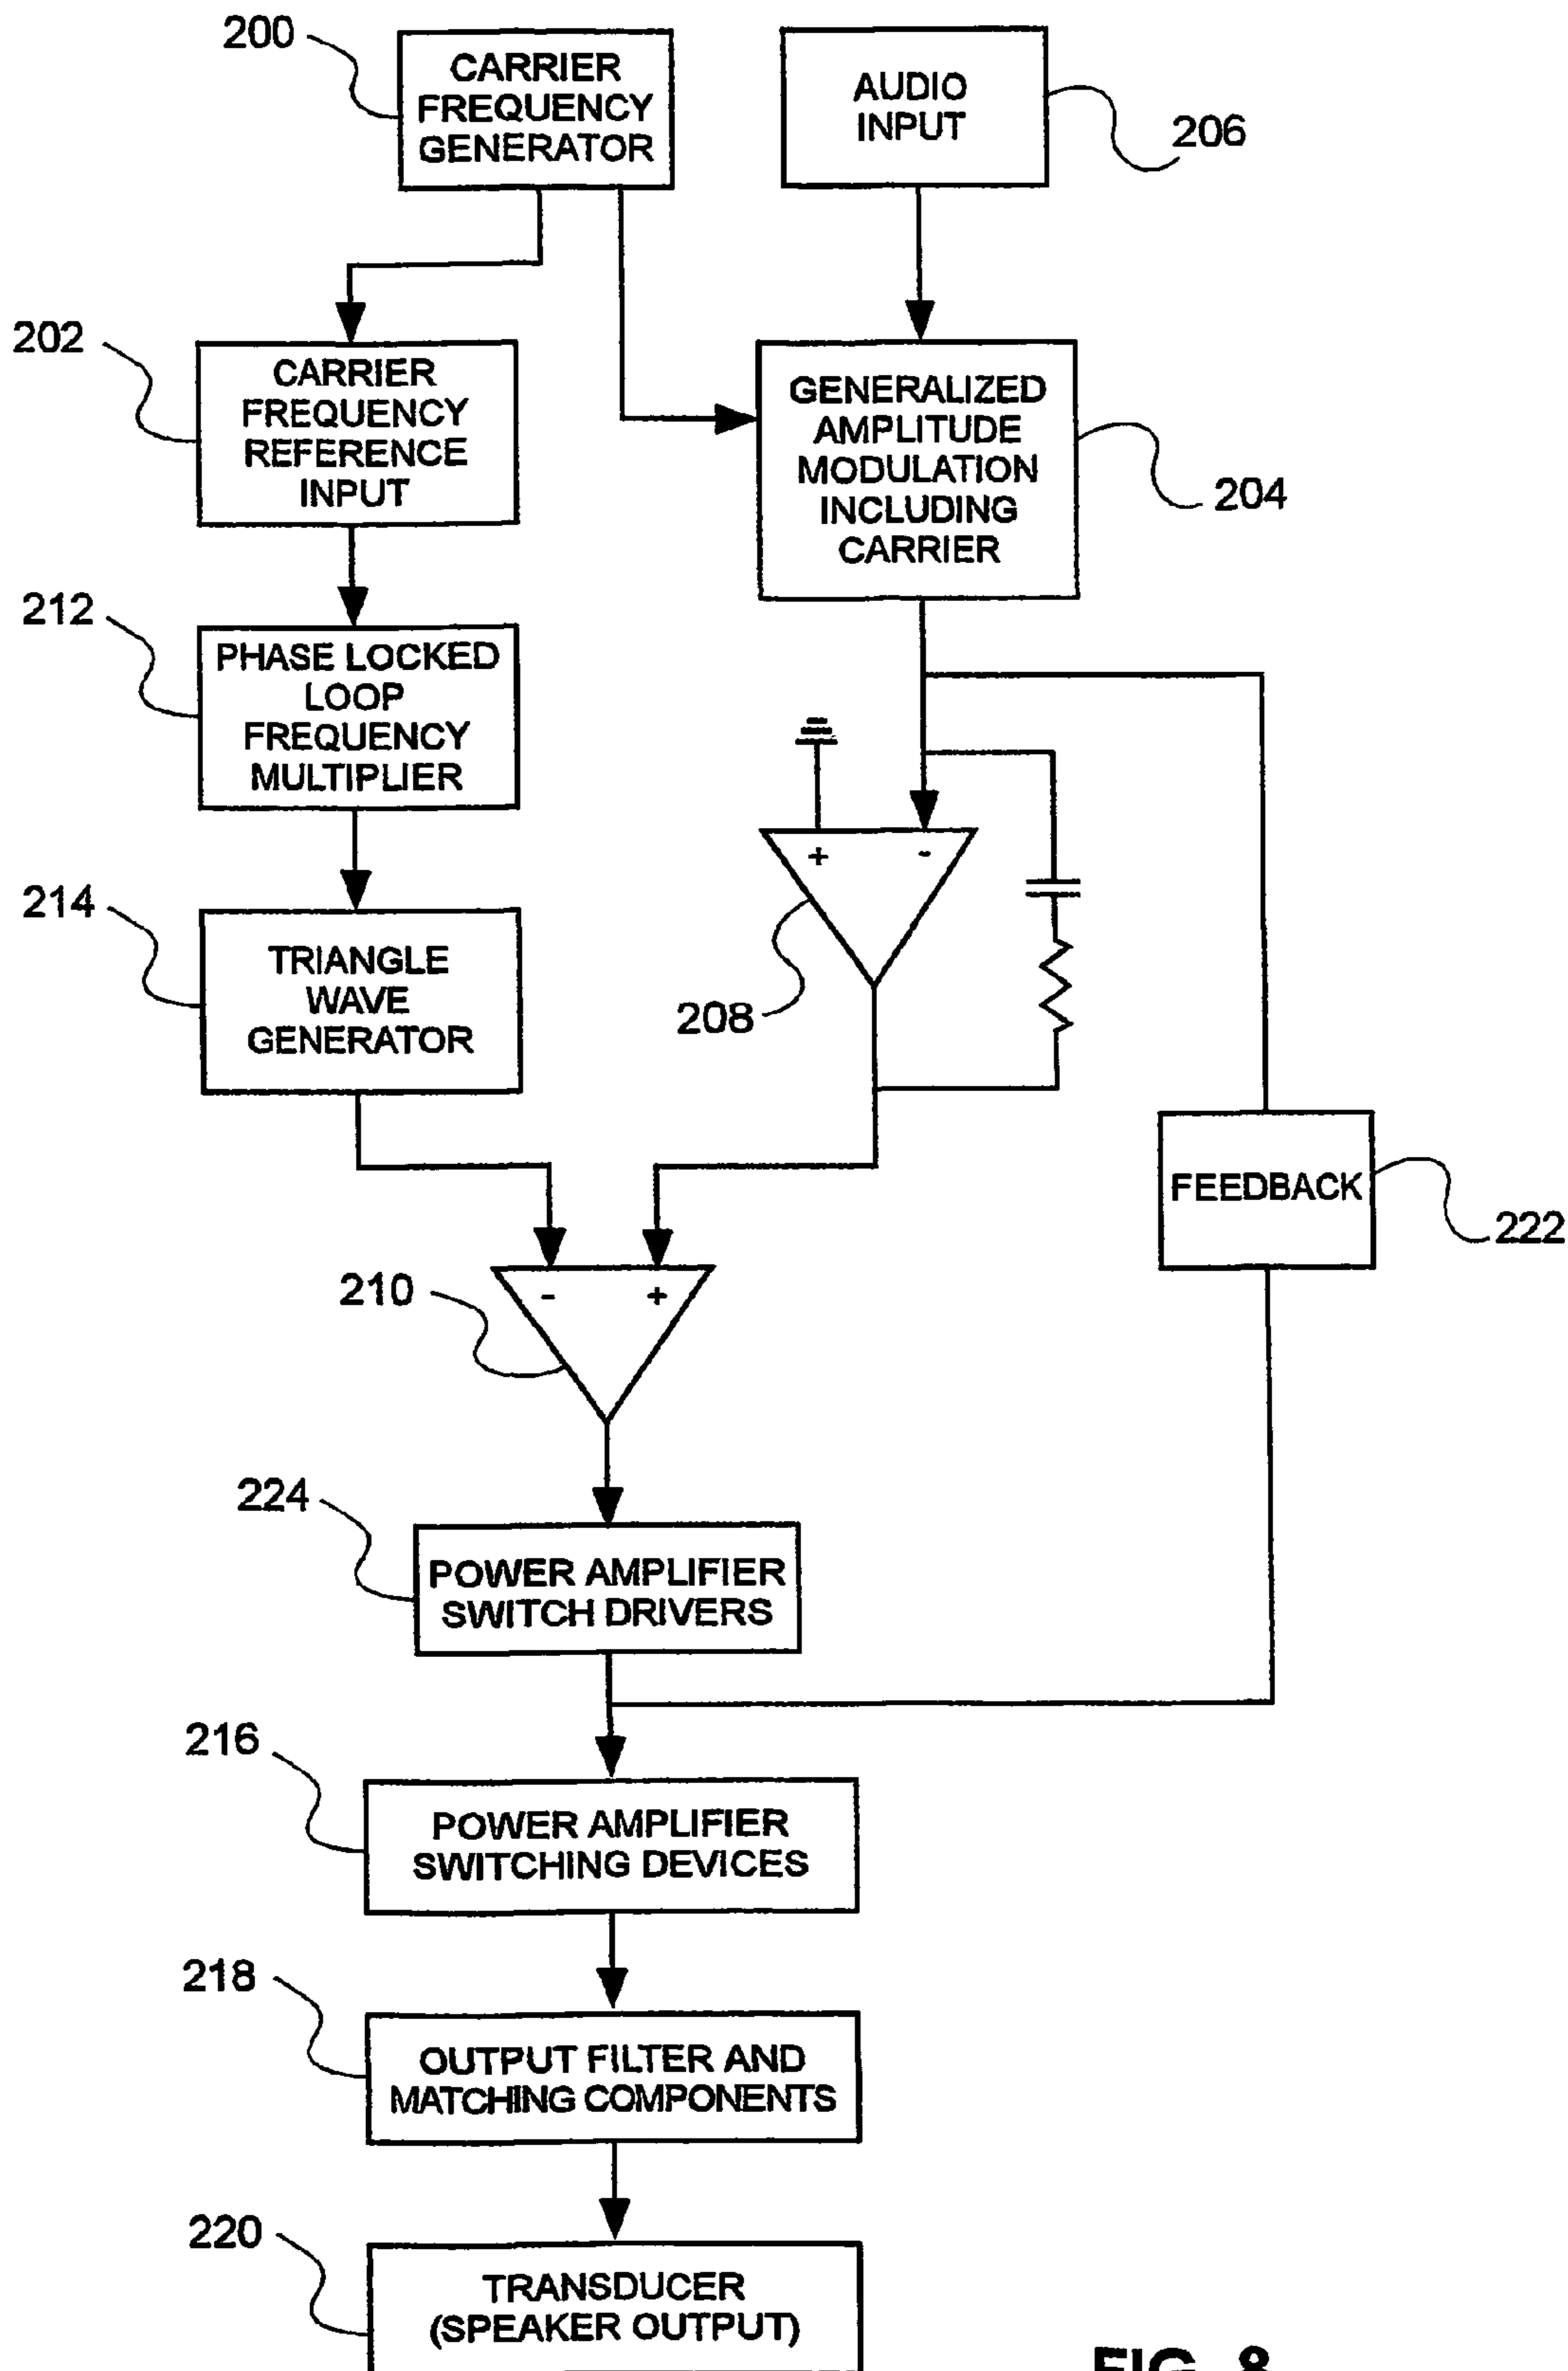 200
CARRIER
FREQUENCY
GENERATOR
AUDIO
INPUT
206
202
CARRIER
FREQUENCY
REFERENCE
INPUT
GENERALIZED
AMPLITUDE
MODULATION
INCLUDING
CARRIER
204
212
PHASE LOCKED
LOOP
FREQUENCY
MULTIPLIER
+
-
214
TRIANGLE
WAVE
GENERATOR
208
FEEDBACK
222
210
-
+
224
POWER AMPLIFIER
SWITCH DRIVERS
216
POWER AMPLIFIER
SWITCHING DEVICES
218
OUTPUT FILTER AND
MATCHING COMPONENTS
220
TRANSDUCER
(SPEAKER OUTPUT)
FIG. 8